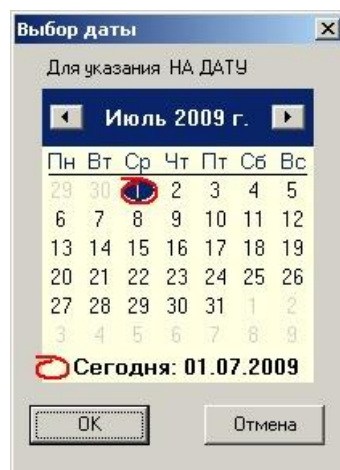 Выбор даты
Для указания НА ДАТУ
Июль 2009 г.
Пн Вт Ср Чт Пт Сб Вс
29 30 1 2 3 4 5
6 7 8 9 10 11 12
13 14 15 16 17 18 19
20 21 22 23 24 25 26
27 28 29 30 31 1 2
3 4 5 6 7 8 9
Сегодня: 01.07.2009
OK Отмена